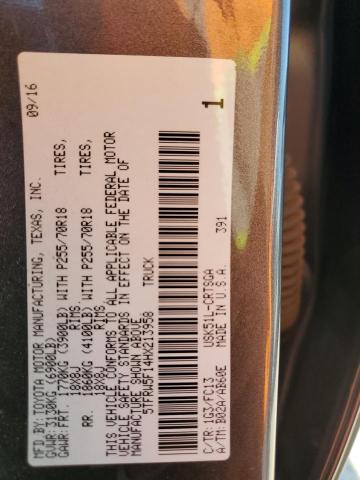 MFD. BY: TOYOTA MOTOR MANUFACTURING, TEXAS, INC. 09/16
GVWR: 3130KG (6900LB)
GAWR: FRT. 1770KG (3900LB) WITH P255/70R18 TIRES,
18X8J RIMS,
RR. 1860KG (4100LB) WITH P255/70R18 TIRES,
18X8J RIMS
THIS VEHICLE CONFORMS TO ALL APPLICABLE FEDERAL MOTOR
VEHICLE SAFETY STANDARDS IN EFFECT ON THE DATE OF
MANUFACTURE SHOWN ABOVE.
5TFRW5F14HX213958 TRUCK
USK51L-CRTSGA
C/TR: 1G3/FC13
A/TM: B02A/AB60E MADE IN U.S.A. 391
1